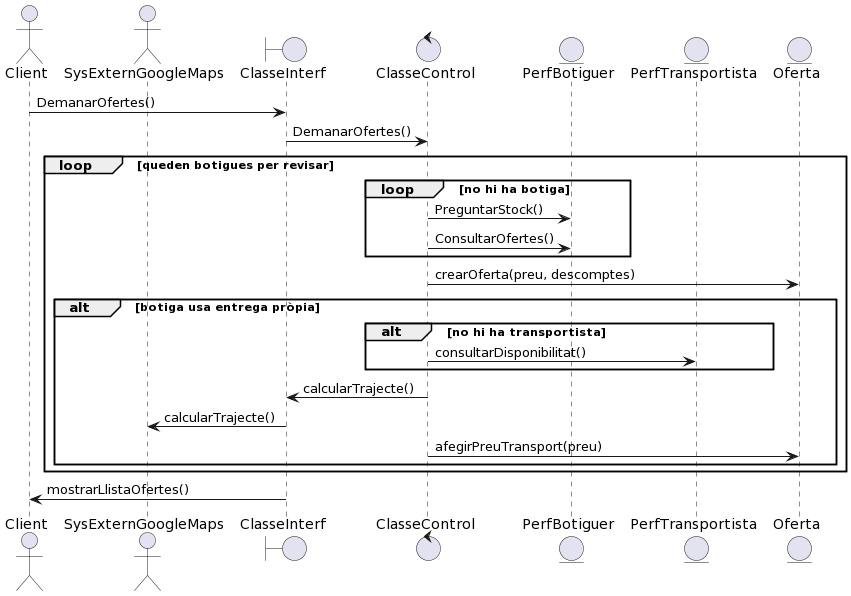 Client SysExternGoogleMaps ClasseInterf ClasseControl PerfBotiguer PerfTransportista Oferta
DemanarOfertes()
DemanarOfertes()
loop [queden botigues per revisar]
loop [no hi ha botiga]
PreguntarStock()
ConsultarOfertes()
crearOferta(preu, descomptes)
alt [botiga usa entrega pròpia]
alt [no hi ha transportista]
consultarDisponibilitat()
calcularTrajecte()
calcularTrajecte()
afegirPreuTransport(preu)
mostrarLlistaOfertes()
Client SysExternGoogleMaps ClasseInterf ClasseControl PerfBotiguer PerfTransportista Oferta